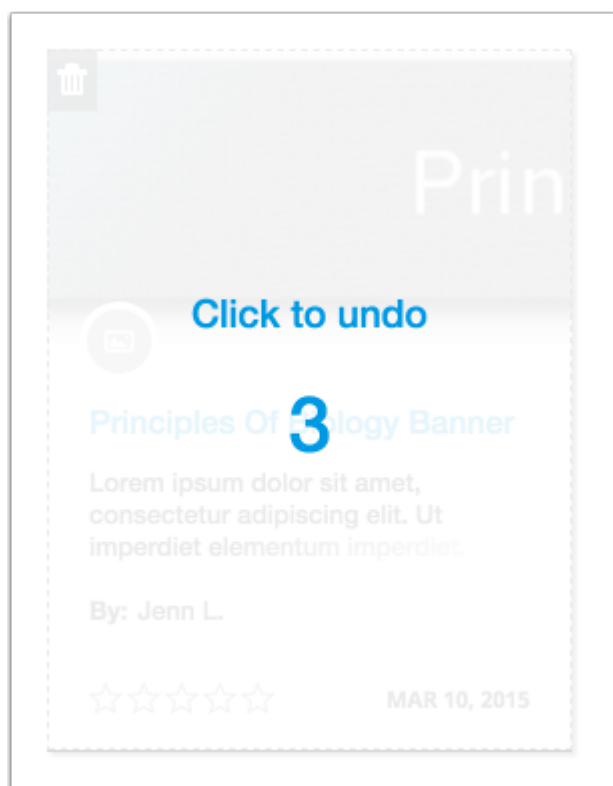 Prin
Click to undo
3
Principles Of Biology Banner
Lorem ipsum dolor sit amet,
consectetur adipiscing elit. Ut
imperdiet elementum imperdiet.
By: Jenn L.
MAR 10, 2015